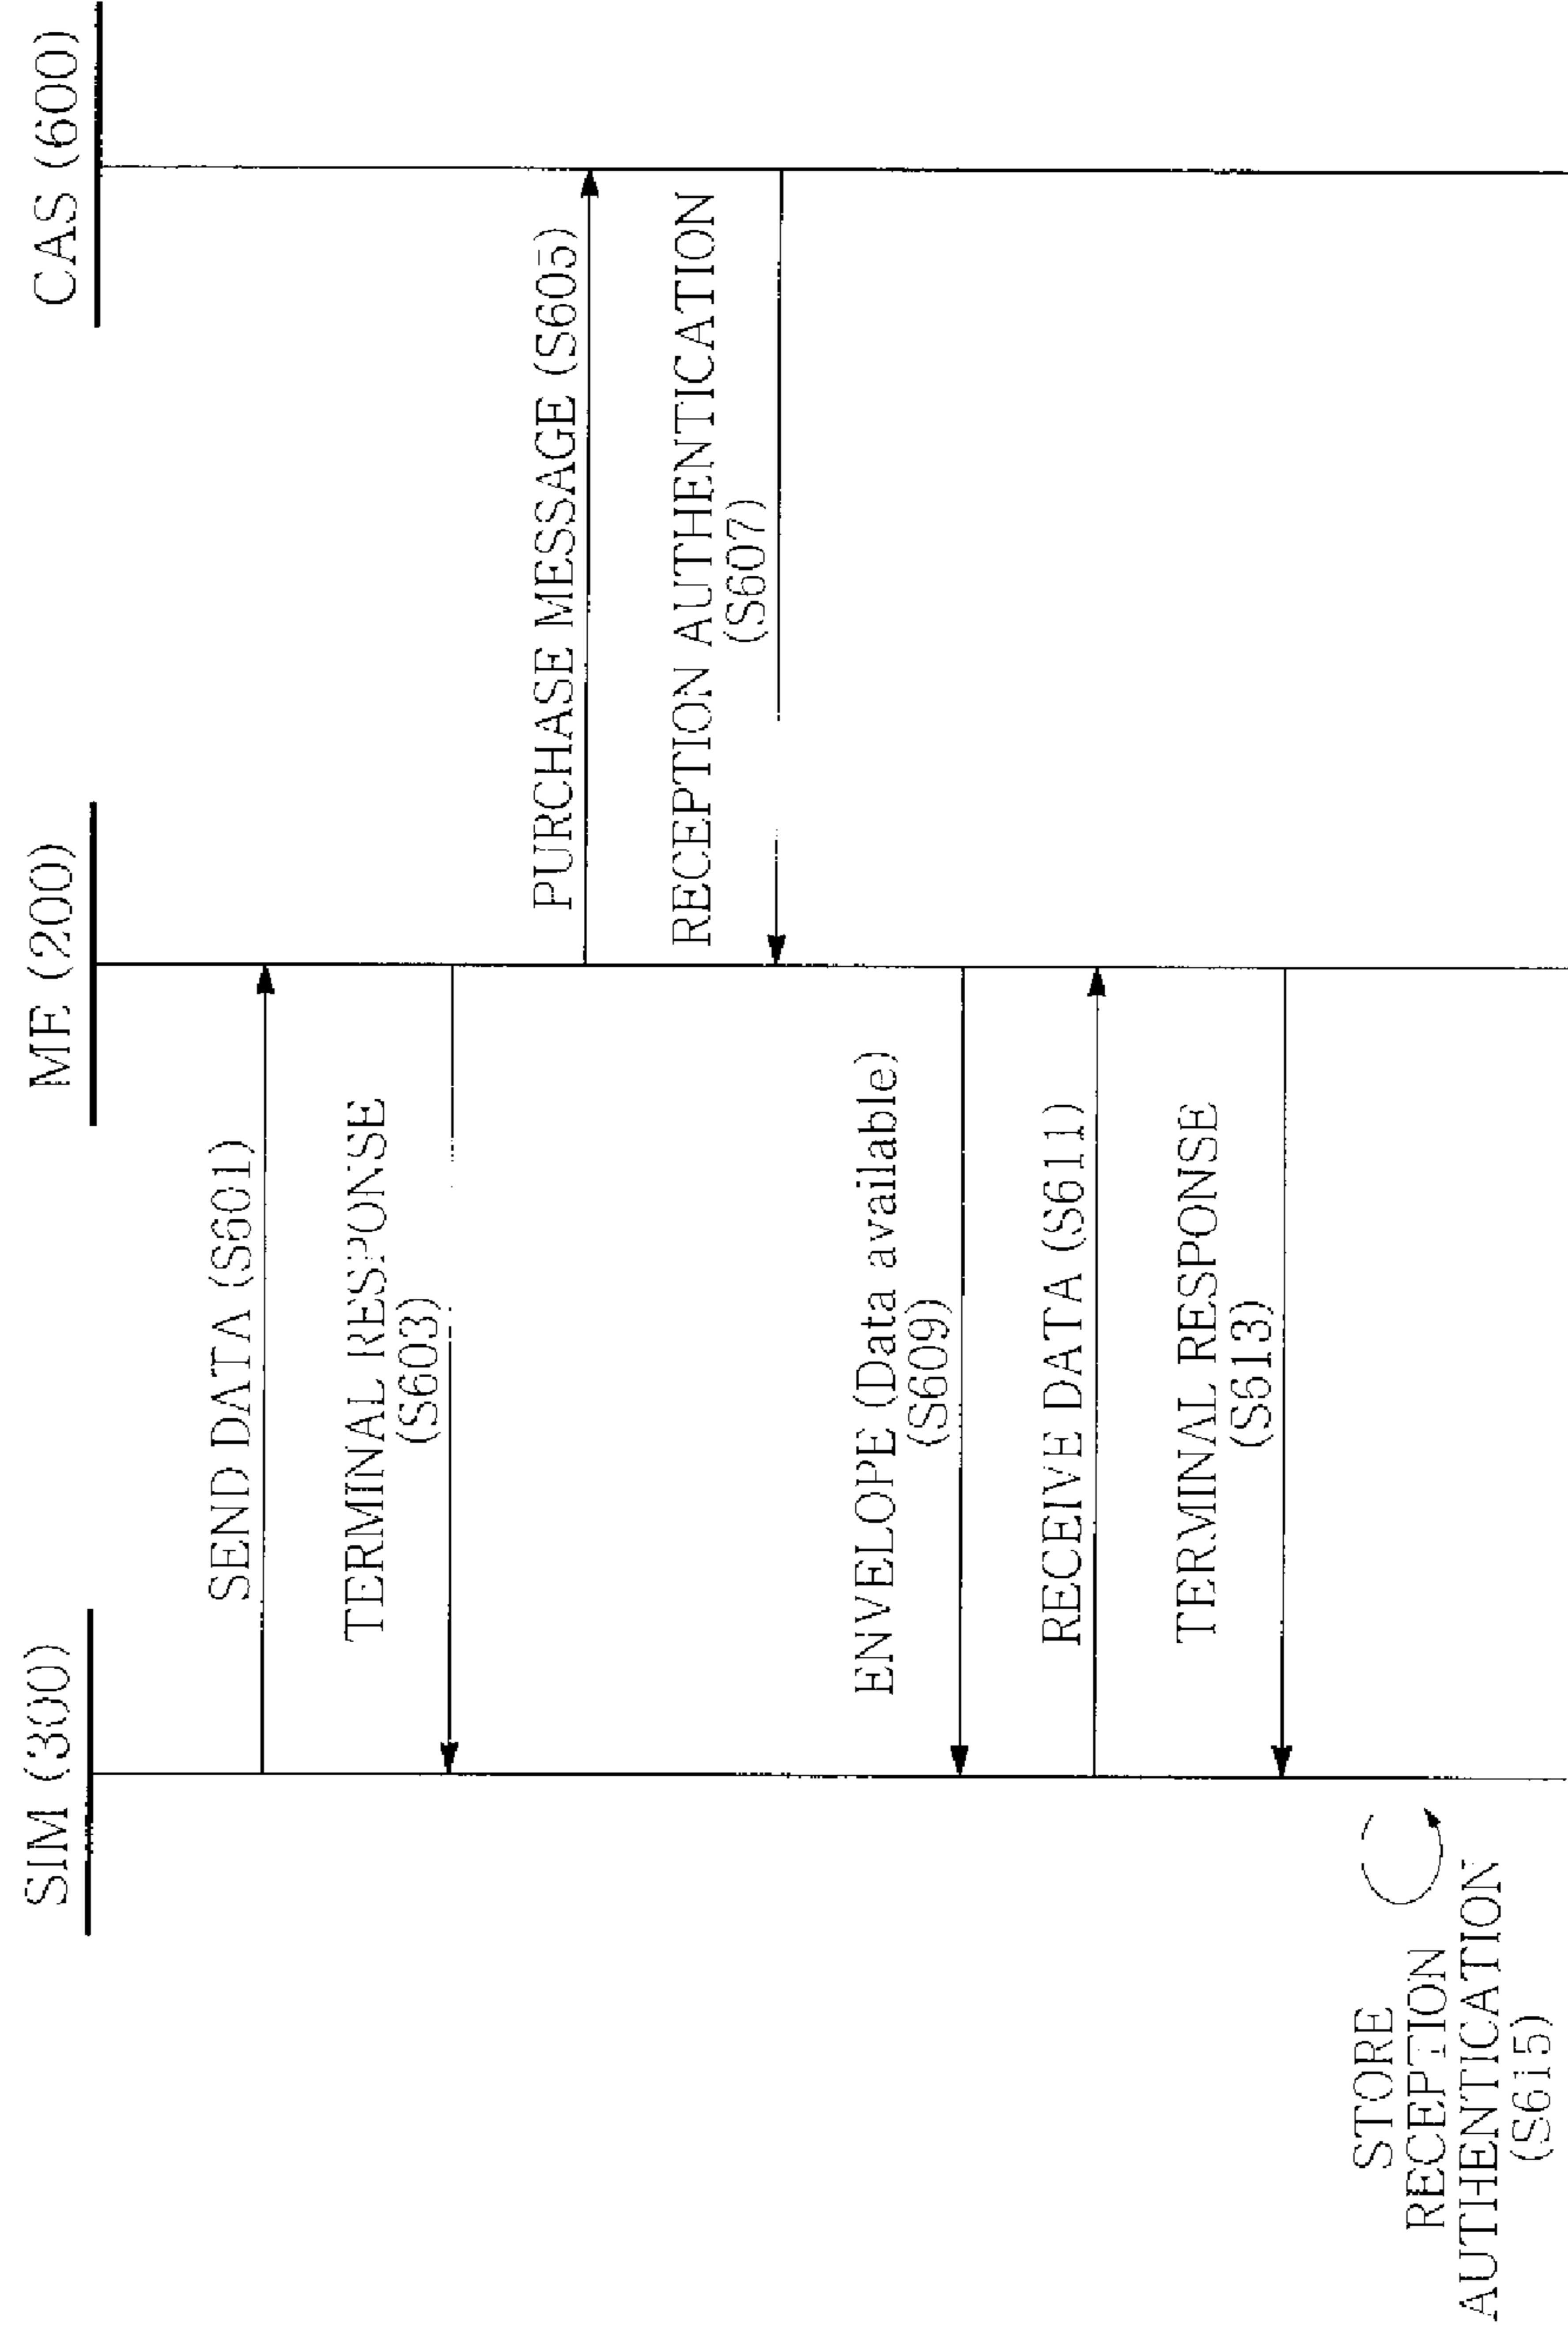 SIM (300)
ME (200)
CAS (600)
SEND DATA (S601)
TERMINAL RESPONSE
(S603)
PURCHASE MESSAGE (S605)
RECEPTION AUTHENTICATION
(S607)
ENVELOPE (Data available)
(S609)
RECEIVE DATA (S611)
TERMINAL RESPONSE
(S613)
STORE
RECEPTION
AUTHENTICATION
(S615)